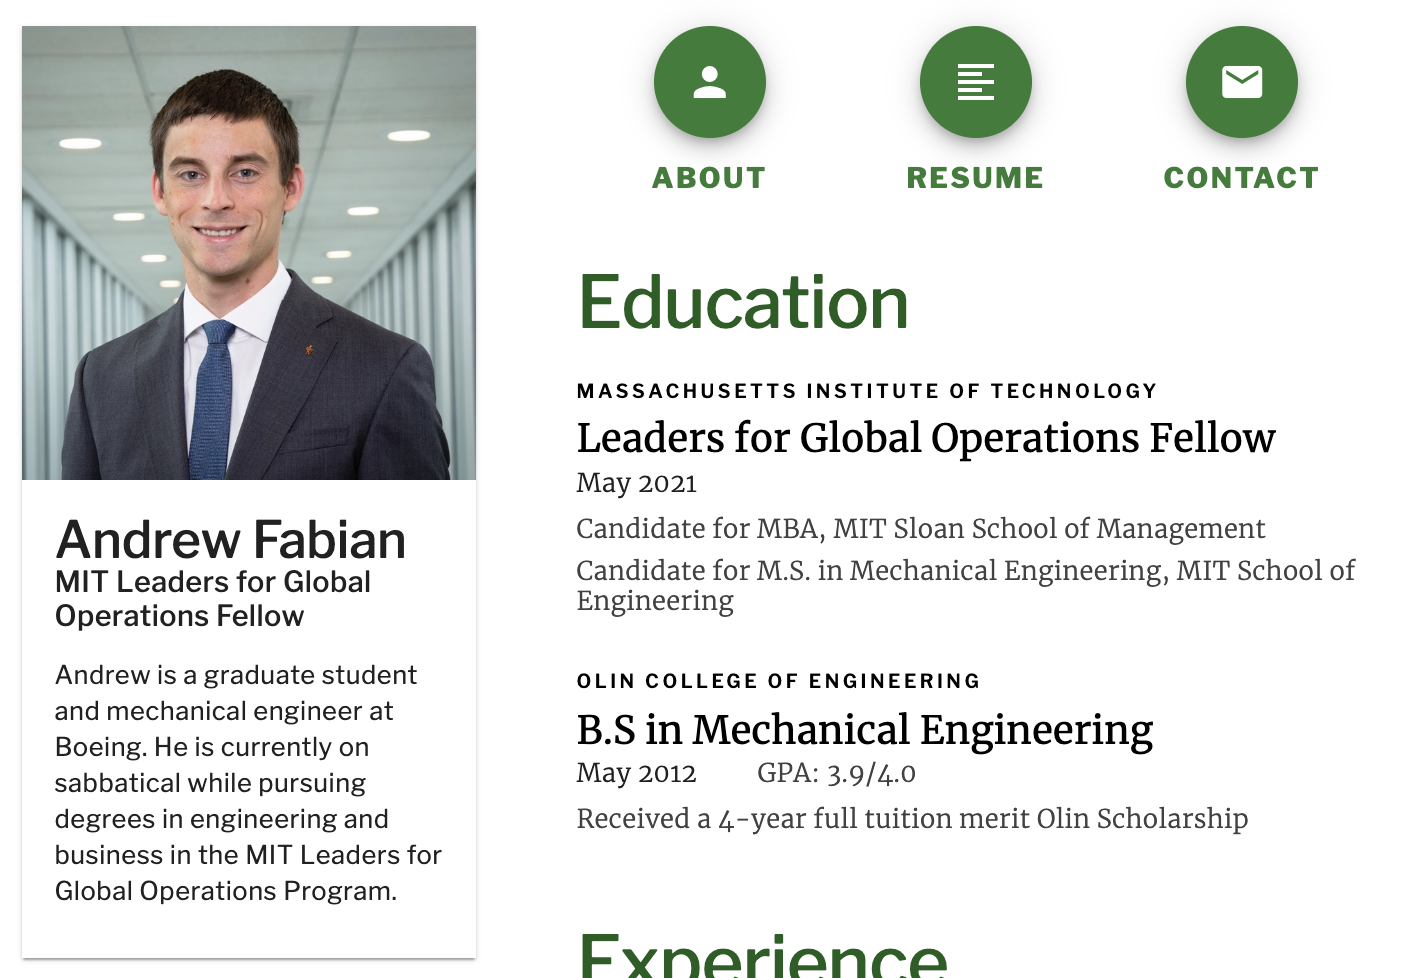 ABOUT
RESUME
CONTACT
Andrew Fabian
MIT Leaders for Global
Operations Fellow
Andrew is a graduate student
and mechanical engineer at
Boeing. He is currently on
sabbatical while pursuing
degrees in engineering and
business in the MIT Leaders for
Global Operations Program.
Education
MASSACHUSETTS INSTITUTE OF TECHNOLOGY
Leaders for Global Operations Fellow
May 2021
Candidate for MBA, MIT Sloan School of Management
Candidate for M.S. in Mechanical Engineering, MIT School of
Engineering
OLIN COLLEGE OF ENGINEERING
B.S in Mechanical Engineering
May 2012 GPA: 3.9/4.0
Received a 4-year full tuition merit Olin Scholarship
Experience